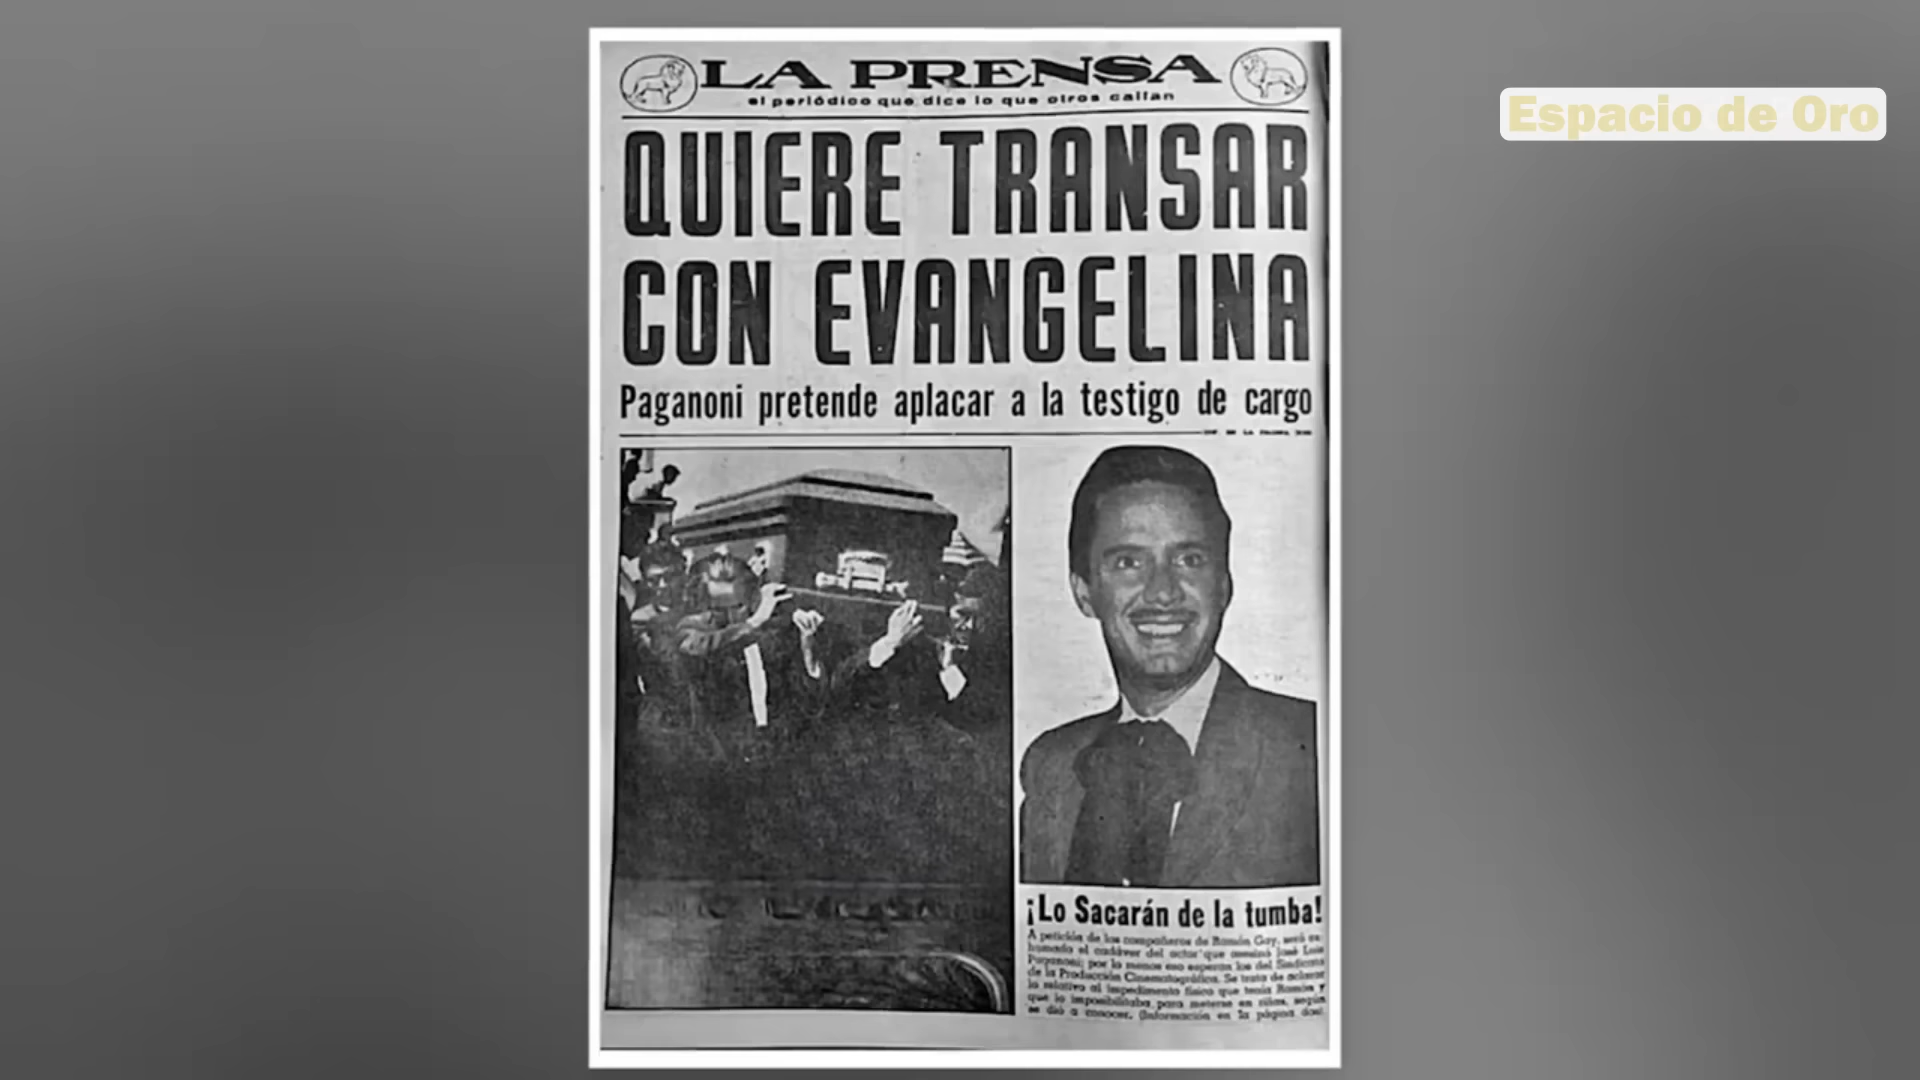 LA PRENSA
el periódico que dice lo que otros callan
Espacio de Oro
QUIERE TRANSAR
CON EVANGELINA
Paganoni pretende aplacar a la testigo de cargo
¡Lo Sacarán de la tumba!
A petición de los compañeros de Ramón Gay, será ex-
humado el cadáver del actor que asesinó José Luis
Paganoni; por lo menos eso esperan los del Sindicato
de la Producción Cinematográfica. Se trata de aclarar
lo relativo al impedimento físico que tenía Ramón y
que lo imposibilitaba para meterse en riñas, según
se dió a conocer. (Información en la página dos).